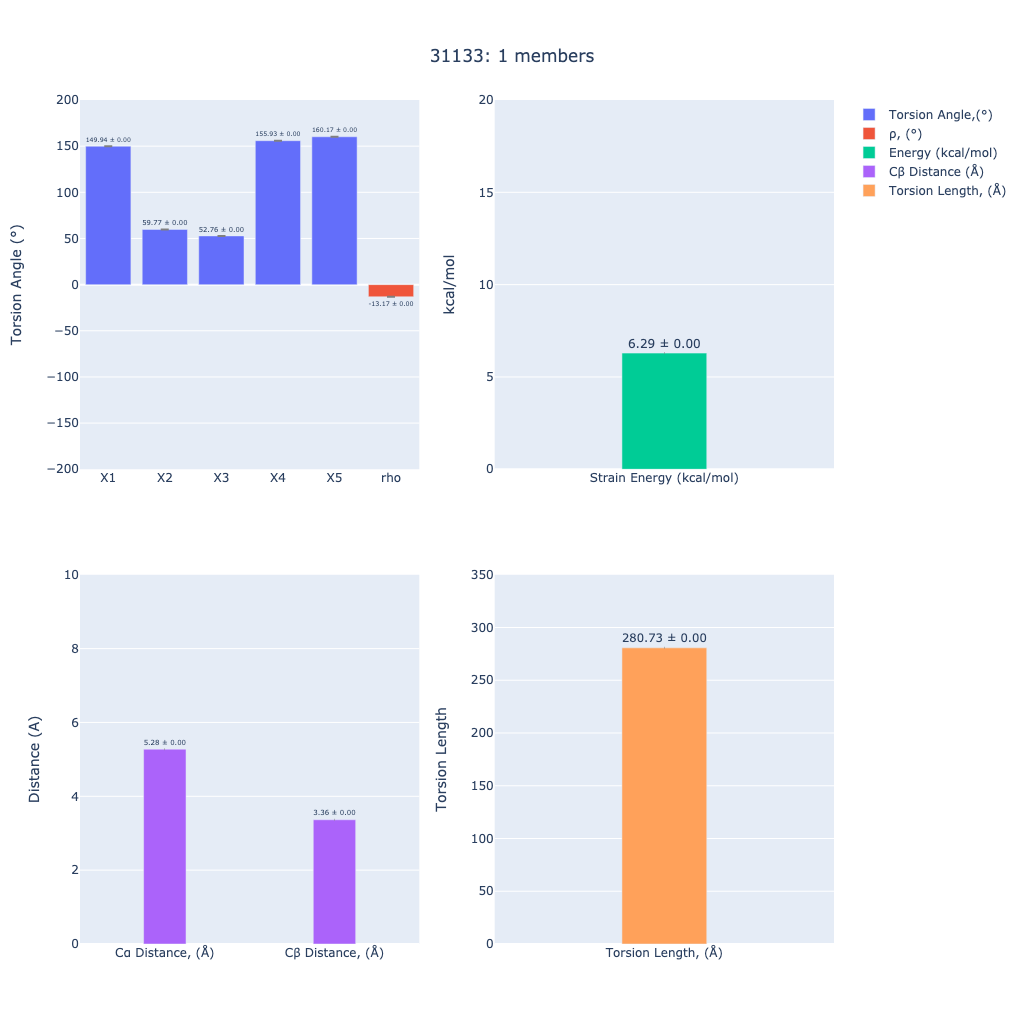 31133: 1 members
200
150
100
50
0
−50
−100
−150
−200
Torsion Angle (°)
149.94 ± 0.00
59.77 ± 0.00
52.76 ± 0.00
155.93 ± 0.00
160.17 ± 0.00
-13.17 ± 0.00
X1 X2 X3 X4 X5 rho
20
15
10
5
0
kcal/mol
6.29 ± 0.00
Strain Energy (kcal/mol)
Torsion Angle,(°)
ρ, (°)
Energy (kcal/mol)
Cβ Distance (Å)
Torsion Length, (Å)
10
8
6
4
2
0
Distance (A)
5.28 ± 0.00
3.36 ± 0.00
Cα Distance, (Å) Cβ Distance, (Å)
350
300
250
200
150
100
50
0
Torsion Length
280.73 ± 0.00
Torsion Length, (Å)